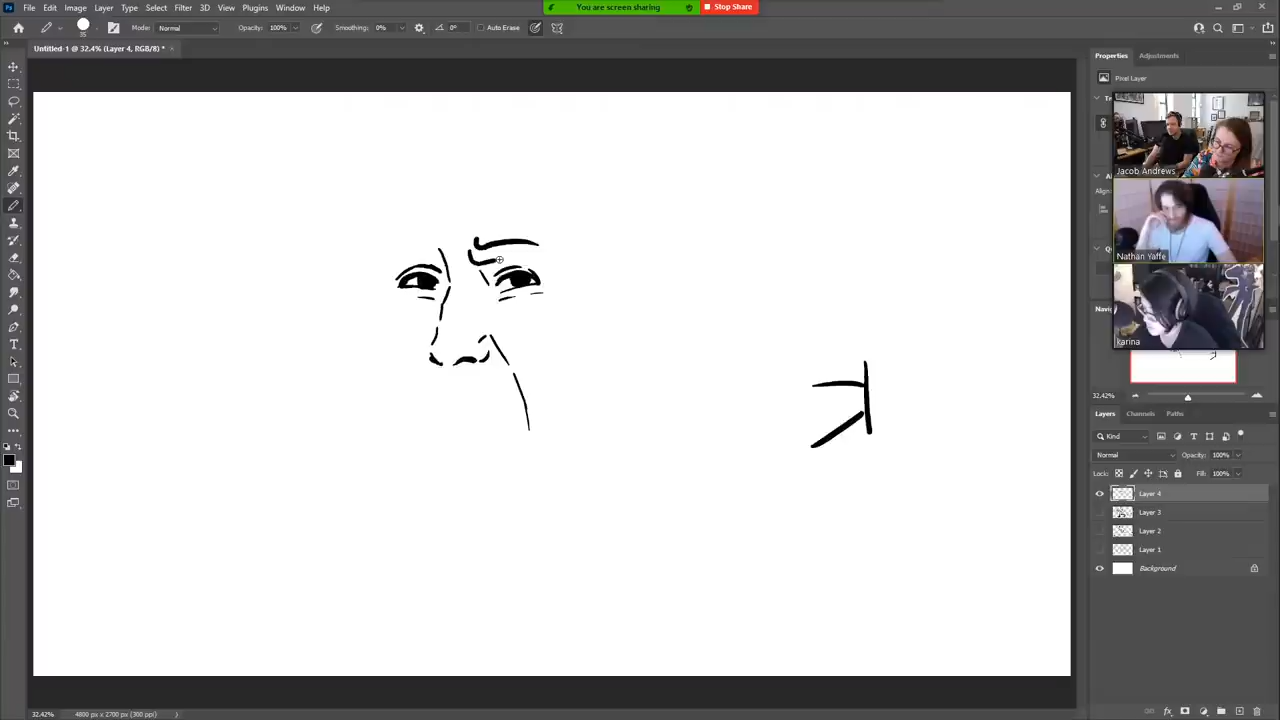 You are screen sharing Stop Share
File Edit Image Layer Type Select Filter 3D View Plugins Window Help
35 Mode: Normal Opacity: 100% Smoothing: 0% 0° Auto Erase
Untitled-1 @ 32.4% (Layer 4, RGB/8) * ×
Properties Adjustments
Pixel Layer
Jacob Andrews
Nathan Yaffe
karina
32.42%
Layers Channels Paths
Kind
Normal Opacity: 100%
Lock: Fill: 100%
Layer 4
Layer 3
Layer 2
Layer 1
Background
32.42% 4800 px x 2700 px (300 ppi)